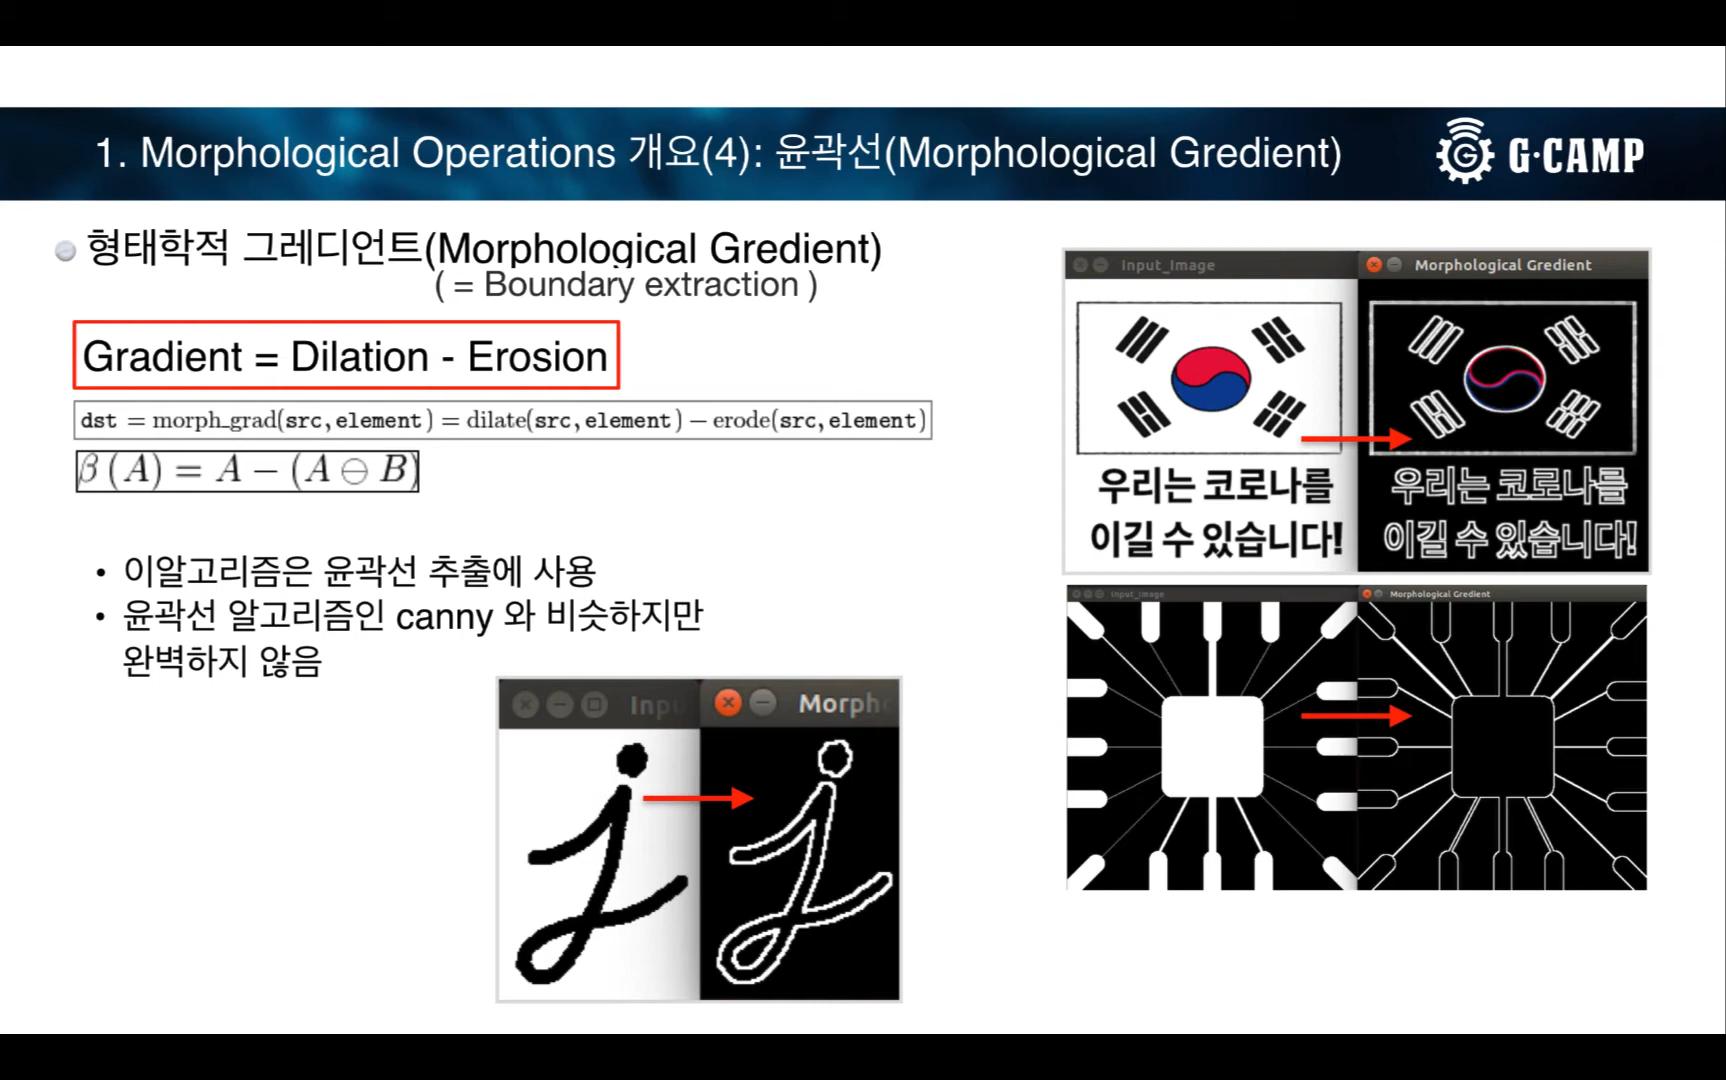 1. Morphological Operations 개요(4): 윤곽선(Morphological Gredient)
G·CAMP
형태학적 그레디언트(Morphological Gredient)
( = Boundary extraction )
Gradient = Dilation - Erosion
dst = morph_grad(src, element) = dilate(src, element) − erode(src, element)
β (A) = A − (A ⊖ B)
• 이알고리즘은 윤곽선 추출에 사용
• 윤곽선 알고리즘인 canny 와 비슷하지만
완벽하지 않음
Input_Image
Morphological Gredient
우리는 코로나를
이길 수 있습니다!
우리는 코로나를
이길 수 있습니다!
Input_Image
Morphological Gredient
Inpu
Morpho